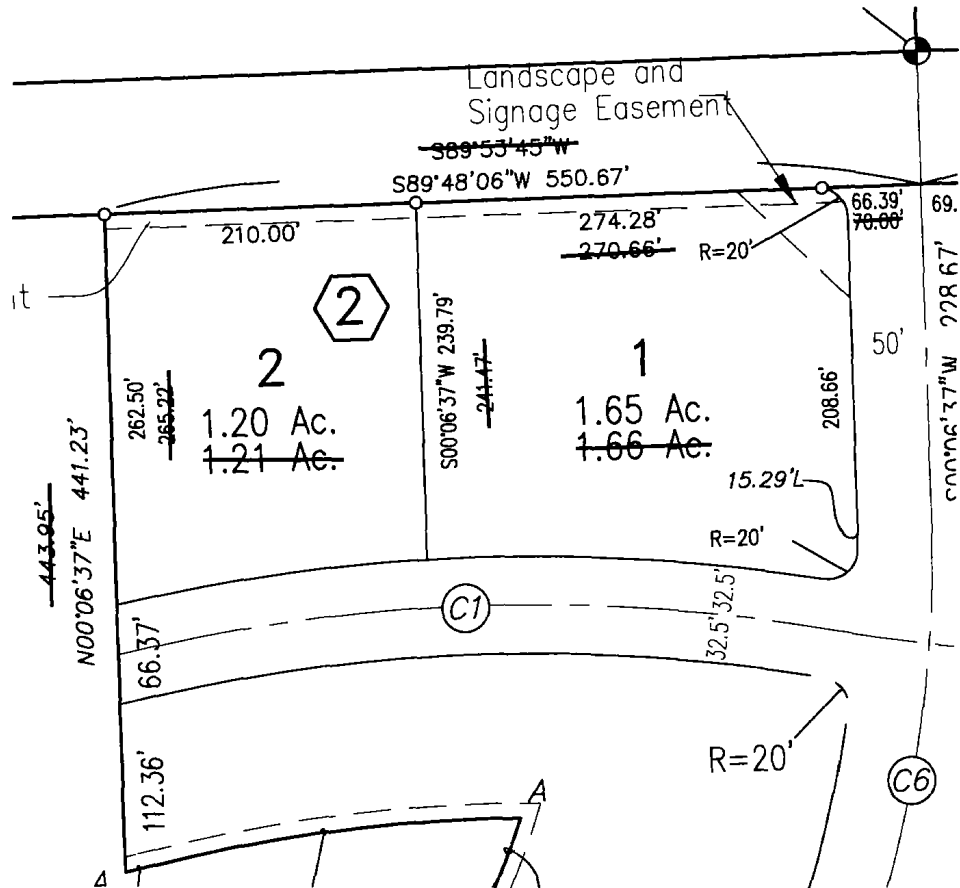 Landscape and
Signage Easement
S89°53'45"W
S89°48'06"W 550.67'
210.00'
274.28'
270.66'
R=20'
66.39'
70.00'
69.
2
50'
S00°06'37"W 228.67'
262.50'
265.22'
2
1.20 Ac.
1.21 Ac.
S00°06'37"W 239.79'
241.47'
1
1.65 Ac.
1.66 Ac.
208.66'
443.95'
N00°06'37"E 441.23'
15.29'L
R=20'
C1
32.5' 32.5'
66.37'
112.36'
R=20'
C6
A
A